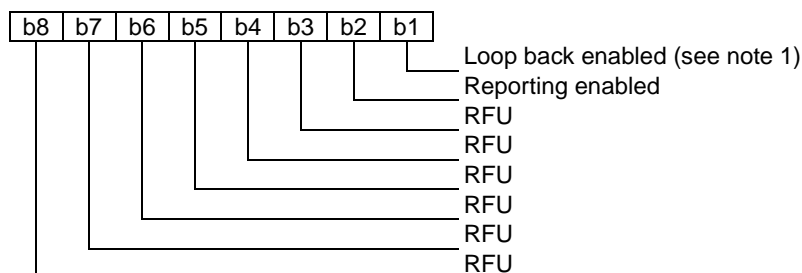 b8 b7 b6 b5 b4 b3 b2 b1
Loop back enabled (see note 1)
Reporting enabled
RFU
RFU
RFU
RFU
RFU
RFU